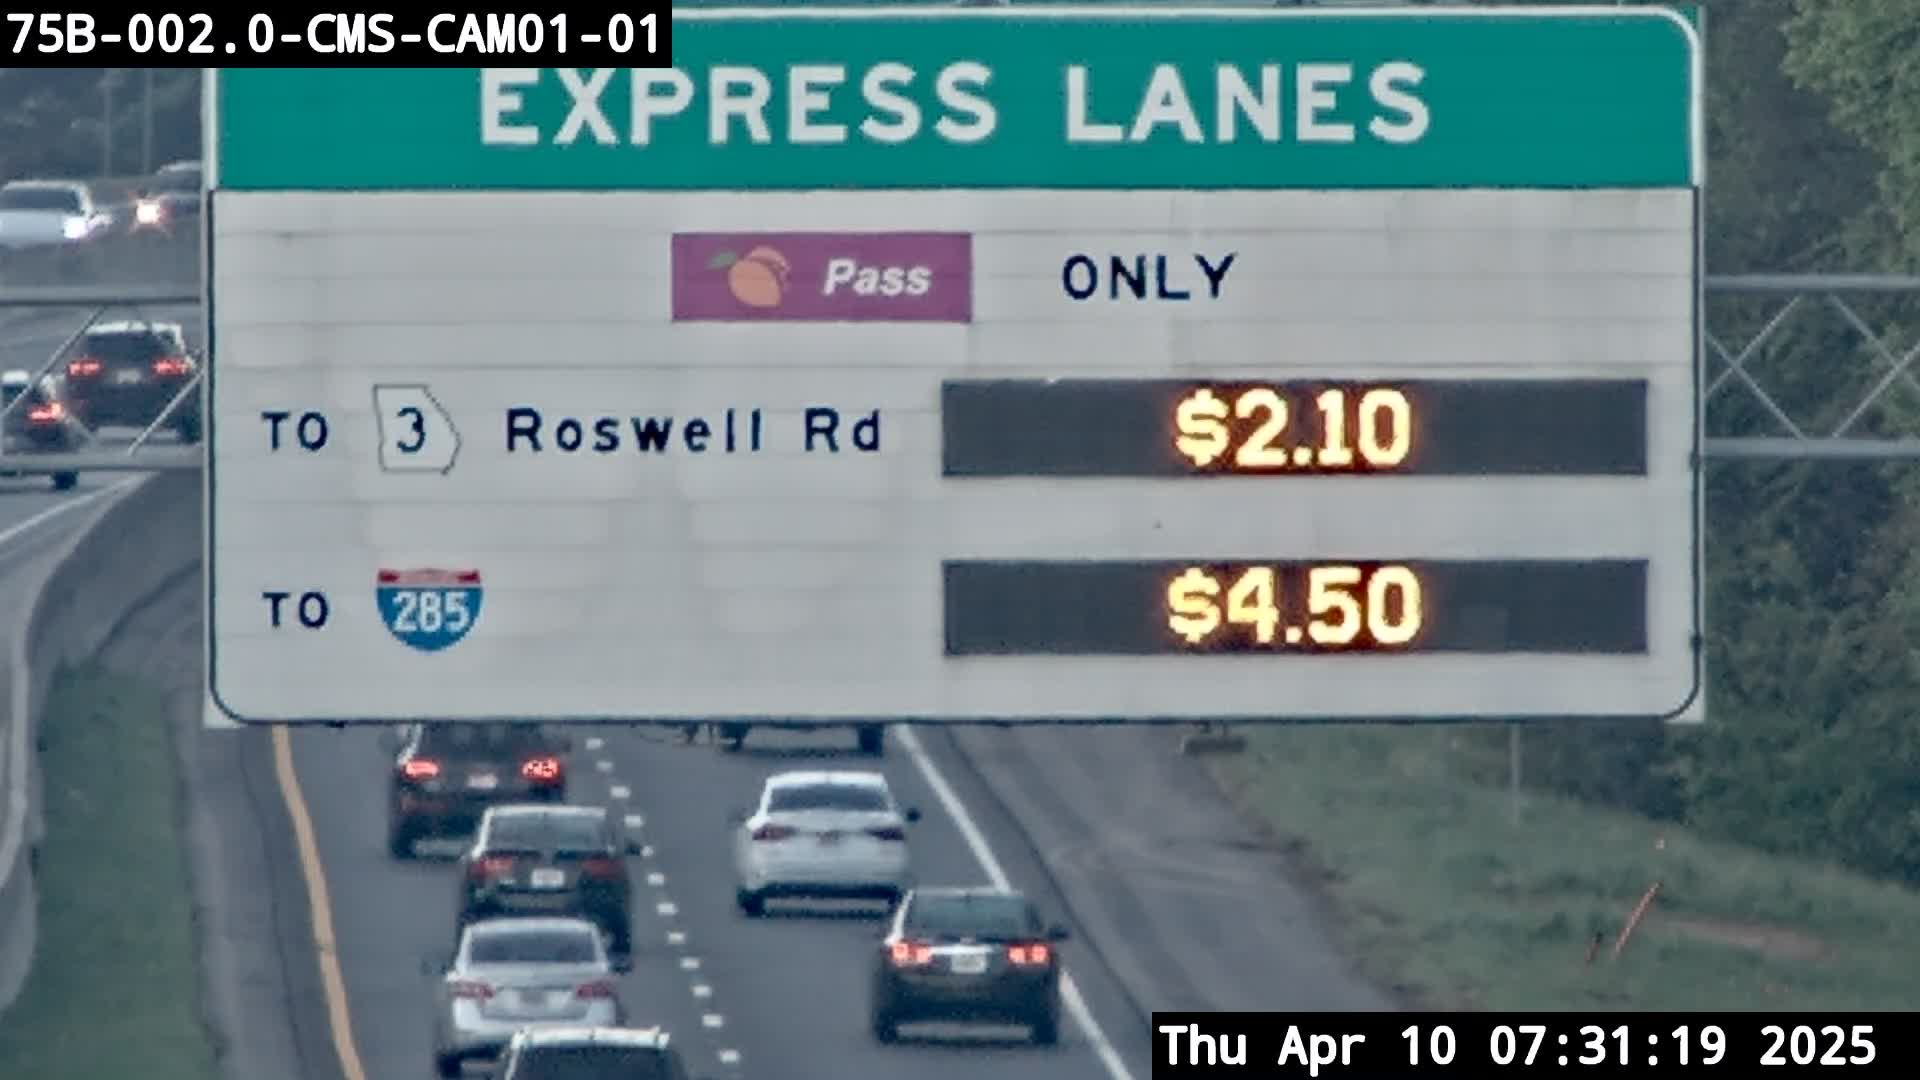 75B-002.0-CMS-CAM01-01
EXPRESS LANES
Pass ONLY
TO 3 Roswell Rd $2.10
TO 285 $4.50
Thu Apr 10 07:31:19 2025